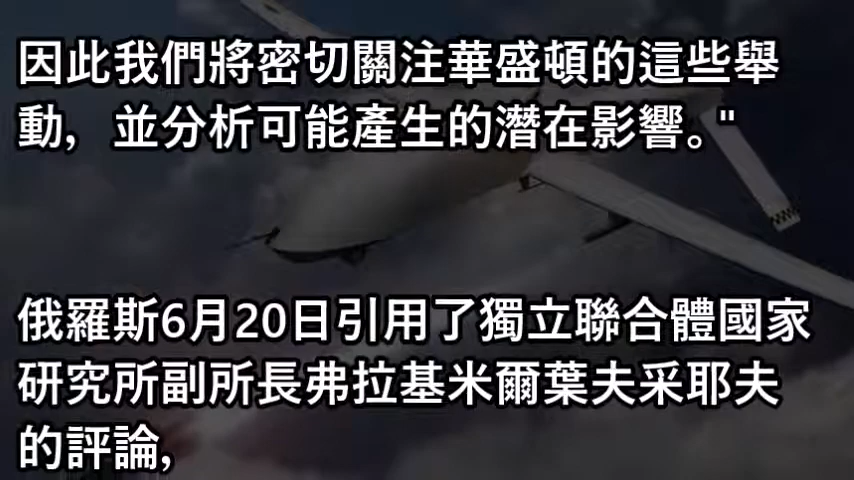 因此我們將密切關注華盛頓的這些舉
動，並分析可能產生的潛在影響。"
俄羅斯6月20日引用了獨立聯合體國家
研究所副所長弗拉基米爾葉夫采耶夫
的評論，